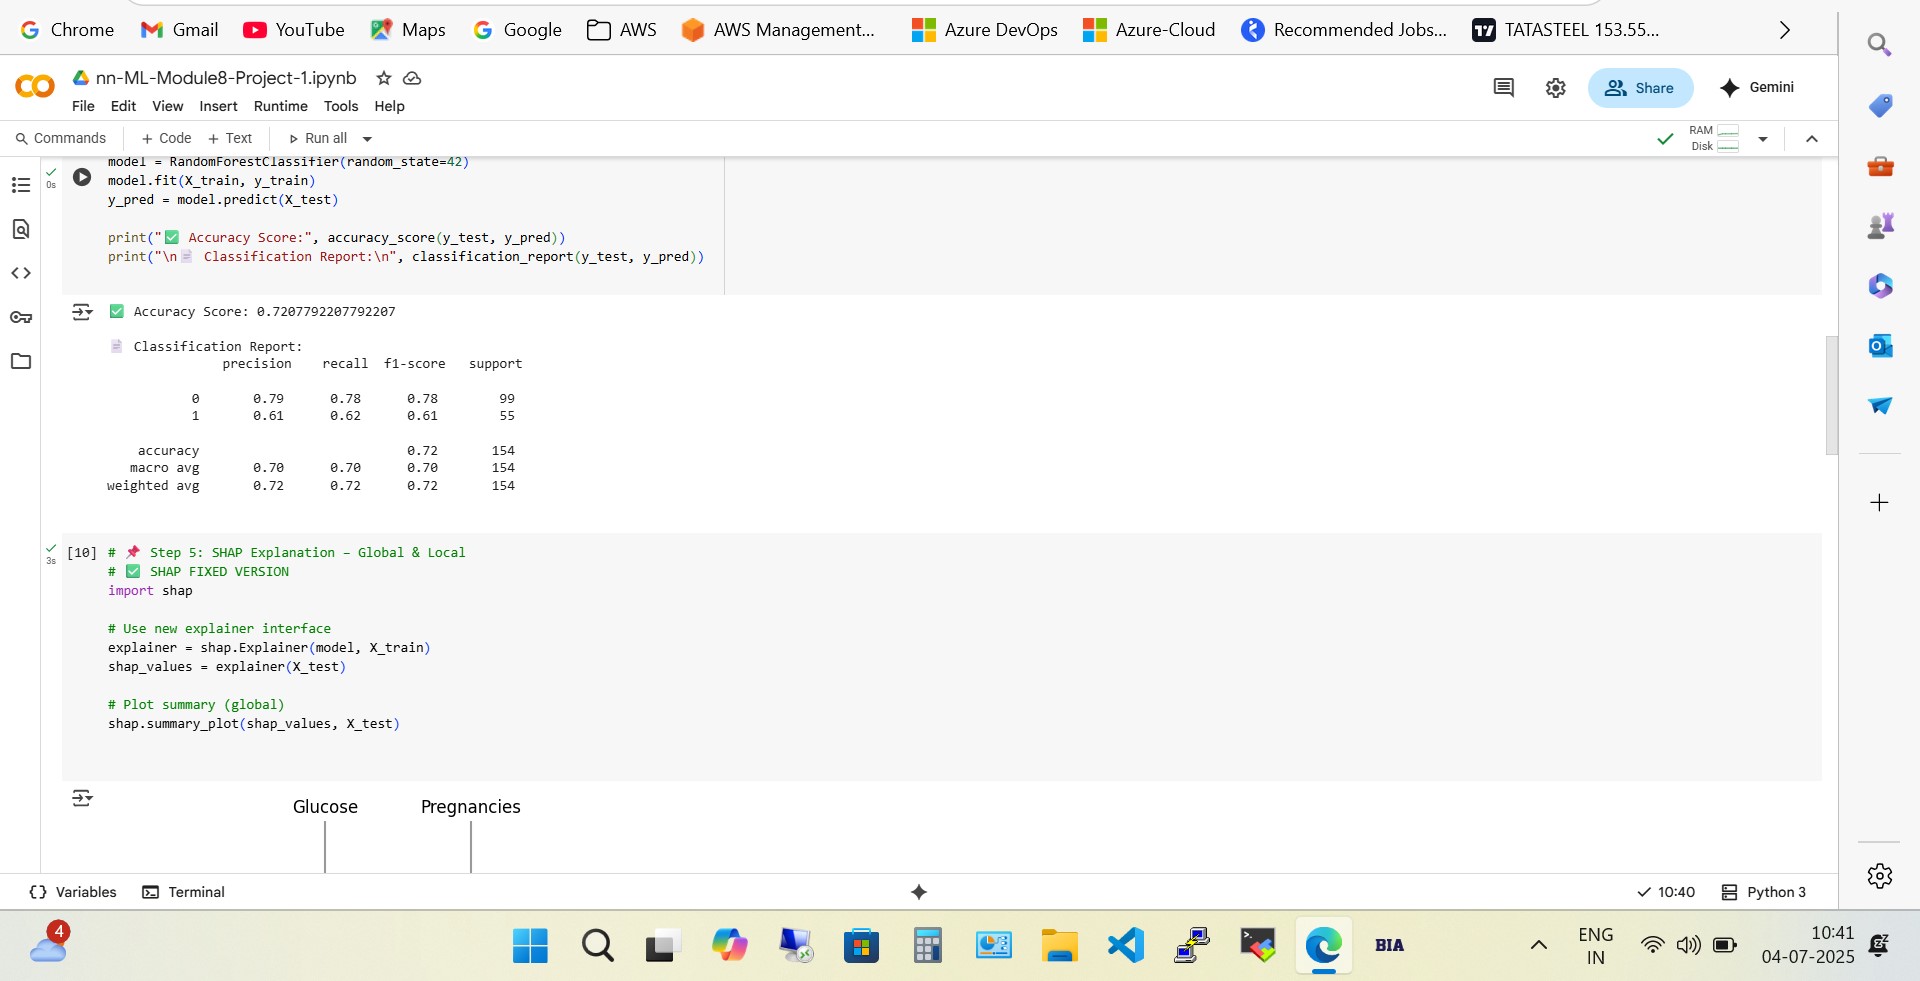 Chrome Gmail YouTube Maps Google AWS AWS Management... Azure DevOps Azure-Cloud Recommended Jobs... TATASTEEL 153.55...
nn-ML-Module8-Project-1.ipynb
Share Gemini
File Edit View Insert Runtime Tools Help
Commands + Code + Text Run all
RAM
Disk
0s
model = RandomForestClassifier(random_state=42)
model.fit(X_train, y_train)
y_pred = model.predict(X_test)
print("✅ Accuracy Score:", accuracy_score(y_test, y_pred))
print("\n📄 Classification Report:\n", classification_report(y_test, y_pred))
✅ Accuracy Score: 0.7207792207792207
📄 Classification Report:
precision recall f1-score support
0 0.79 0.78 0.78 99
1 0.61 0.62 0.61 55
accuracy 0.72 154
macro avg 0.70 0.70 0.70 154
weighted avg 0.72 0.72 0.72 154
3s
[10] # 📌 Step 5: SHAP Explanation – Global & Local
# ✅ SHAP FIXED VERSION
import shap
# Use new explainer interface
explainer = shap.Explainer(model, X_train)
shap_values = explainer(X_test)
# Plot summary (global)
shap.summary_plot(shap_values, X_test)
Glucose Pregnancies
{} Variables Terminal
10:40 Python 3
4
BIA
ENG
IN
10:41
04-07-2025